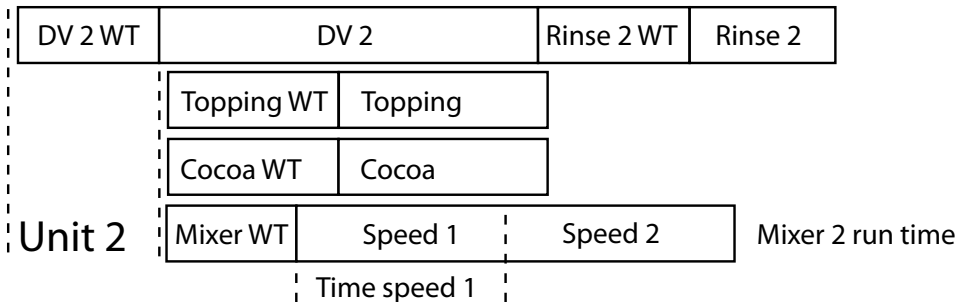 DV 2 WT DV 2 Rinse 2 WT Rinse 2
Topping WT Topping
Cocoa WT Cocoa
Unit 2 Mixer WT Speed 1 Speed 2 Mixer 2 run time
Time speed 1